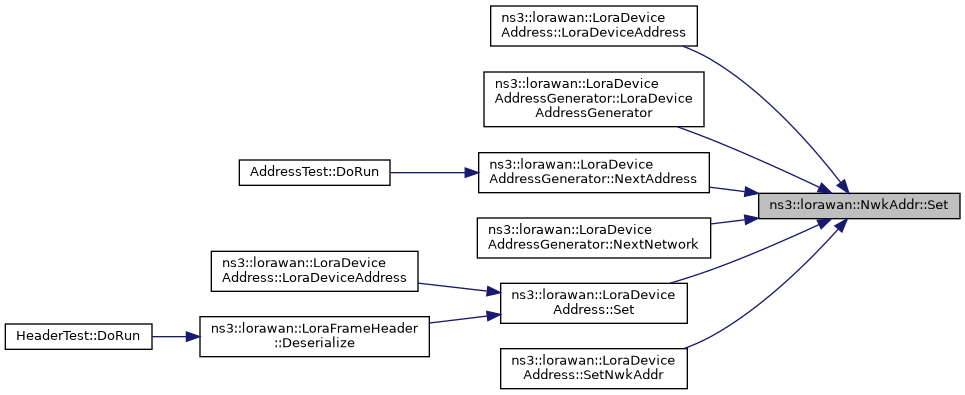 ns3::lorawan::LoraDevice
Address::LoraDeviceAddress
ns3::lorawan::LoraDevice
AddressGenerator::LoraDevice
AddressGenerator
ns3::lorawan::LoraDevice
AddressGenerator::NextAddress
AddressTest::DoRun
ns3::lorawan::NwkAddr::Set
ns3::lorawan::LoraDevice
AddressGenerator::NextNetwork
ns3::lorawan::LoraDevice
Address::LoraDeviceAddress
ns3::lorawan::LoraDevice
Address::Set
HeaderTest::DoRun
ns3::lorawan::LoraFrameHeader
::Deserialize
ns3::lorawan::LoraDevice
Address::SetNwkAddr